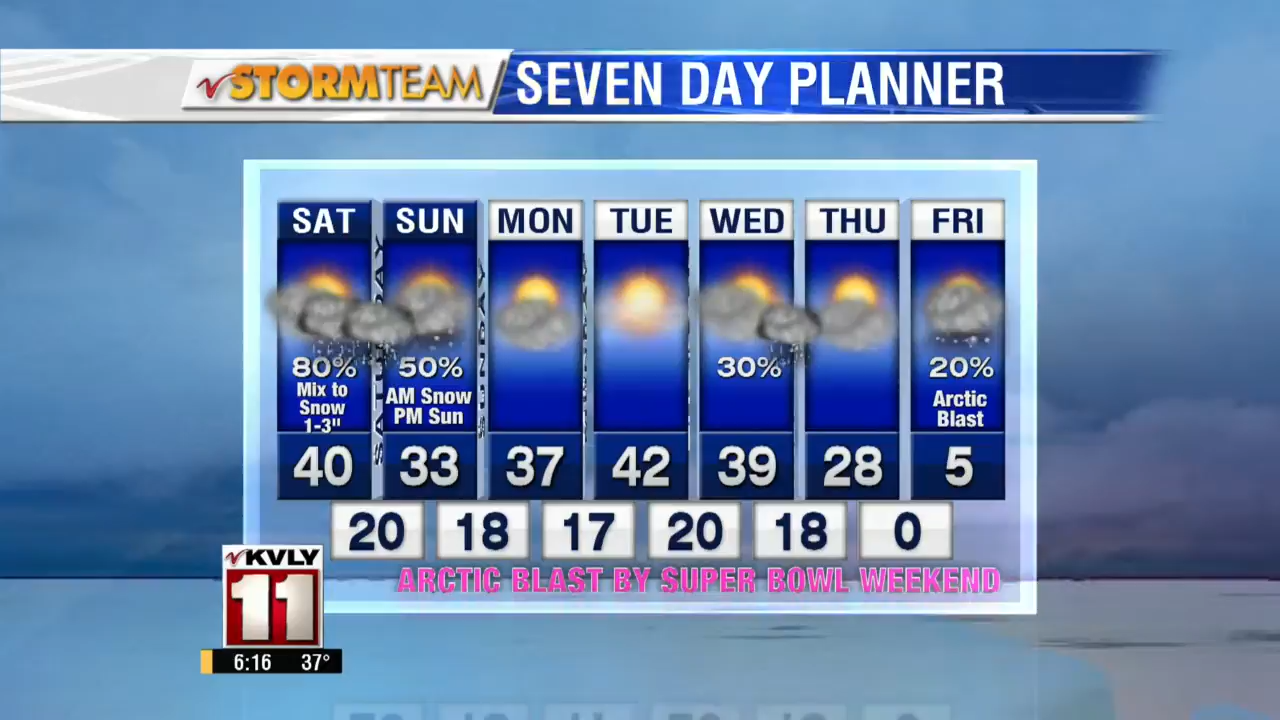 STORMTEAM SEVEN DAY PLANNER
SAT SUN MON TUE WED THU FRI
80% 50% 30% 20%
Mix to Snow 1-3"
AM Snow PM Sun
Arctic Blast
40 33 37 42 39 28 5
20 18 17 20 18 0
ARCTIC BLAST BY SUPER BOWL WEEKEND
KVLY
11
6:16 37°
SATURDAY
SUNDAY